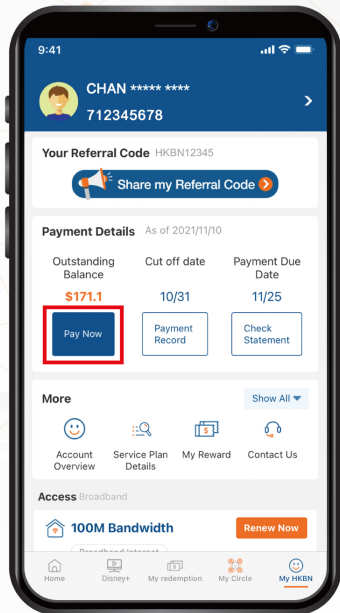 9:41
CHAN ***** ****
712345678
Your Referral Code HKBN12345
Share my Referral Code
Payment Details As of 2021/11/10
Outstanding Balance
Cut off date
Payment Due Date
$171.1
10/31
11/25
Pay Now
Payment Record
Check Statement
More
Show All
Account Overview
Service Plan Details
My Reward
Contact Us
Access Broadband
100M Bandwidth
Renew Now
Broadband Internet
Home
Disney+
My redemption
My Circle
My HKBN